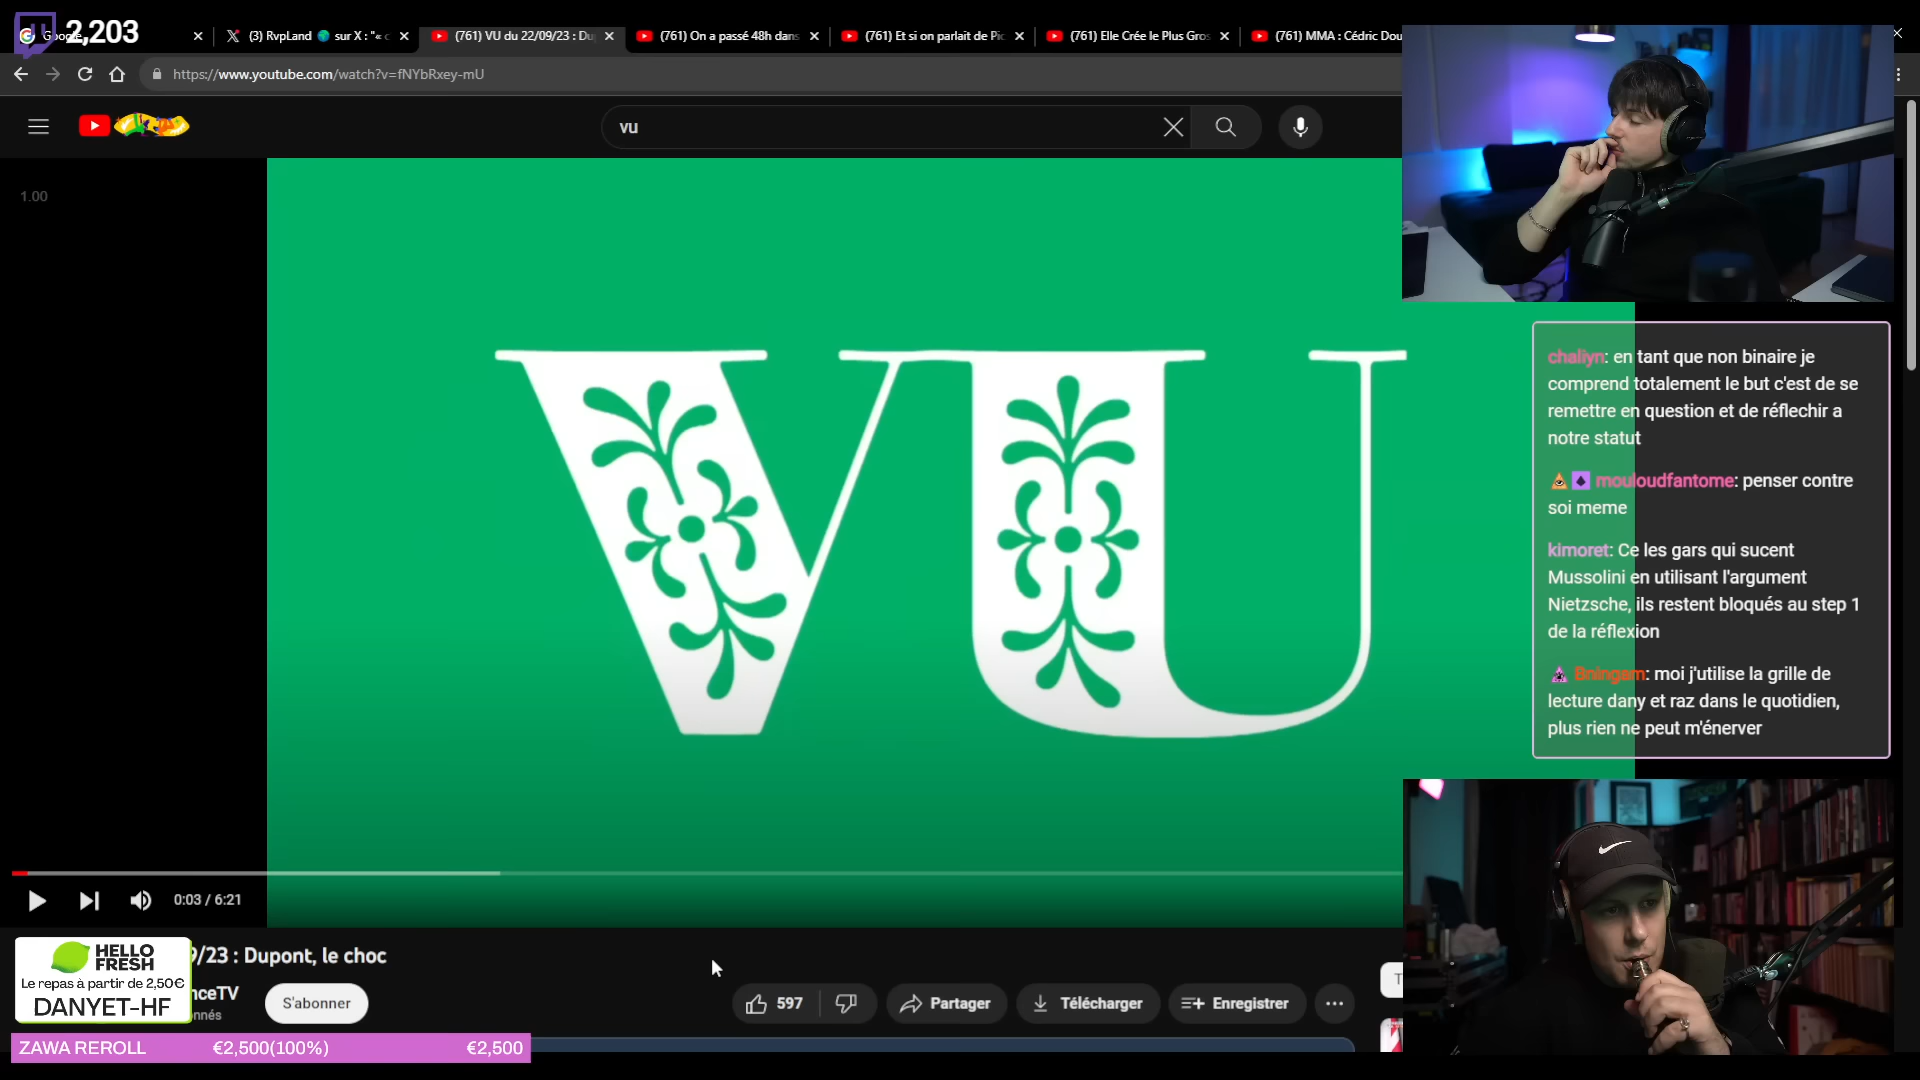 2,203
(3) RvpLand sur X : "«
(761) VU du 22/09/23 : Du
(761) On a passé 48h dans
(761) Et si on parlait de Pic
(761) Elle Crée le Plus Gros
(761) MMA : Cédric Dou
https://www.youtube.com/watch?v=fNYbRxey-mU
vu
1.00
VU
chaliyn: en tant que non binaire je
comprend totalement le but c'est de se
remettre en question et de réflechir a
notre statut
mouloudfantome: penser contre
soi meme
kimoret: Ce les gars qui sucent
Mussolini en utilisant l'argument
Nietzsche, ils restent bloqués au step 1
de la réflexion
Bningam: moi j'utilise la grille de
lecture dany et raz dans le quotidien,
plus rien ne peut m'énerver
0:03 / 6:21
9/23 : Dupont, le choc
nceTV
nnés
S'abonner
597
Partager
Télécharger
Enregistrer
HELLO
FRESH
Le repas à partir de 2,50€
DANYET-HF
ZAWA REROLL €2,500(100%) €2,500